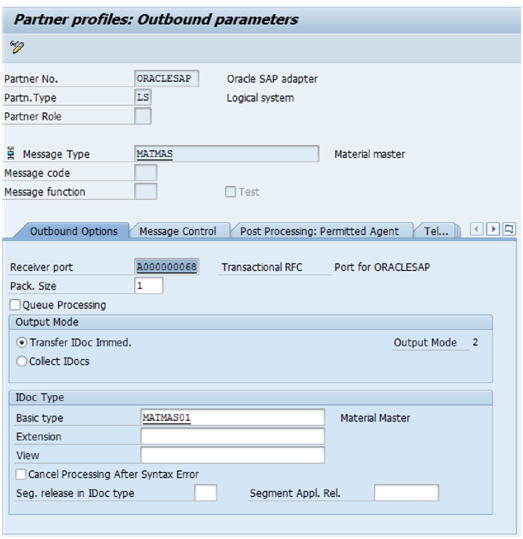 Partner profiles: Outbound parameters
Partner No. ORACLESAP Oracle SAP adapter
Partn.Type LS Logical system
Partner Role
Message Type MATMAS Material master
Message code
Message function Test
Outbound Options Message Control Post Processing: Permitted Agent Tel...
Receiver port A000000068 Transactional RFC Port for ORACLESAP
Pack. Size 1
Queue Processing
Output Mode
Transfer IDoc Immed. Output Mode 2
Collect IDocs
IDoc Type
Basic type MATMAS01 Material Master
Extension
View
Cancel Processing After Syntax Error
Seg. release in IDoc type Segment Appl. Rel.